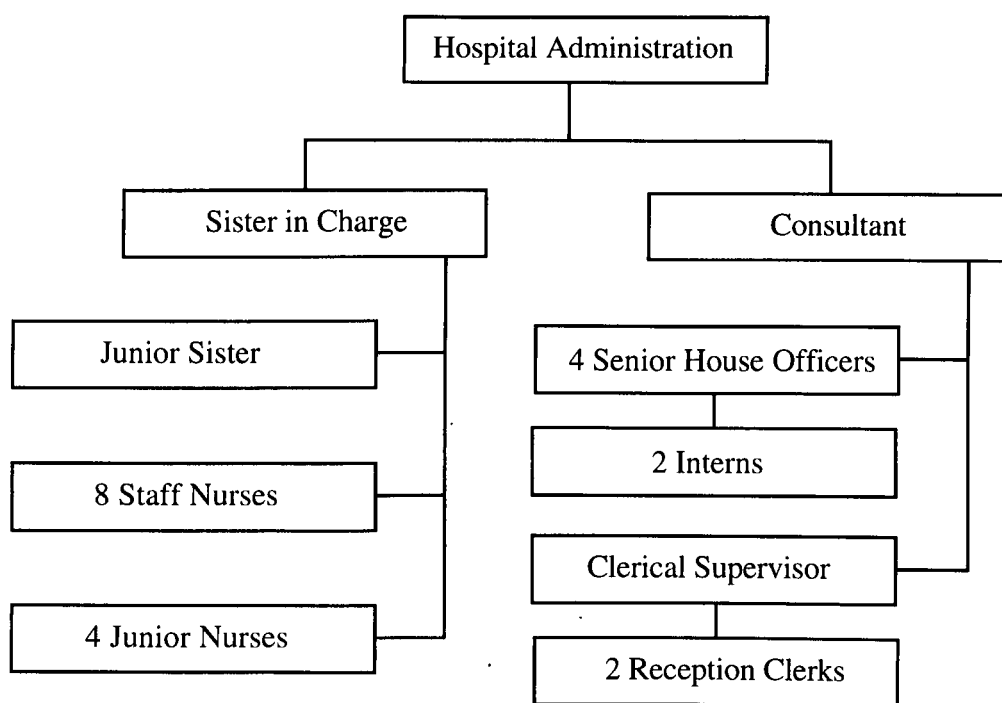 Hospital Administration
Sister in Charge
Consultant
Junior Sister
8 Staff Nurses
4 Junior Nurses
4 Senior House Officers
2 Interns
Clerical Supervisor
2 Reception Clerks